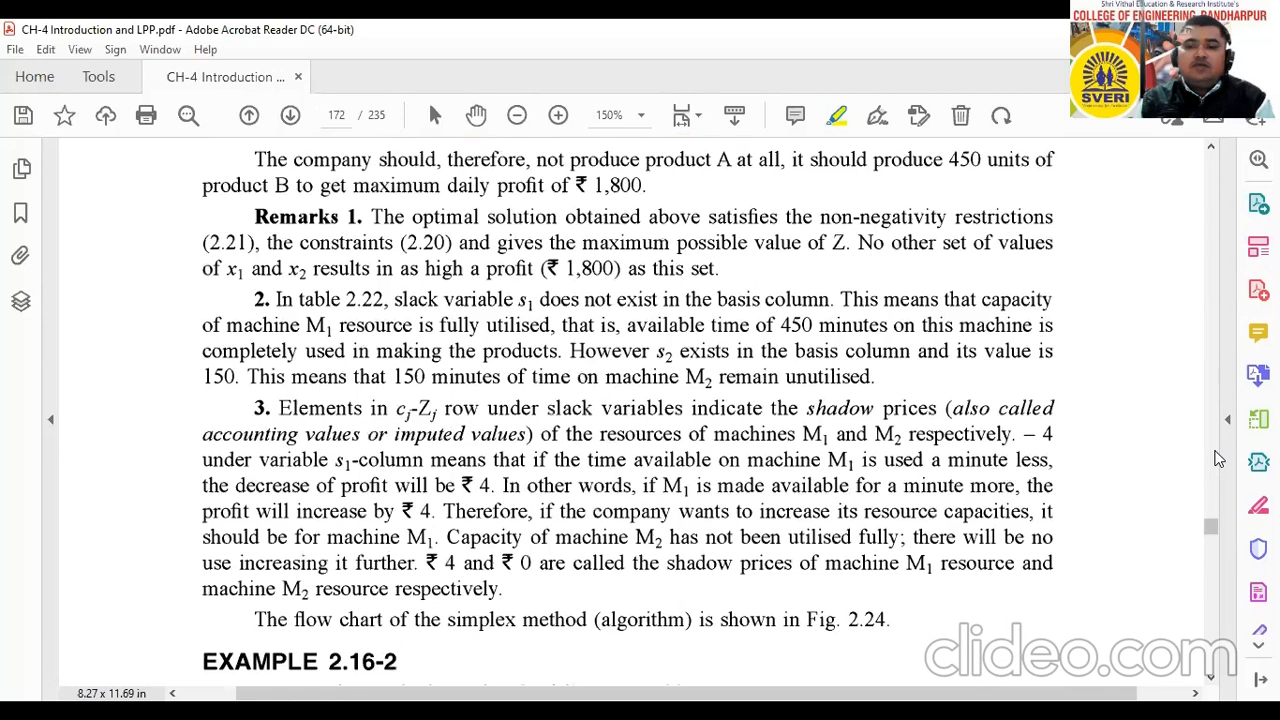 CH-4 Introduction and LPP.pdf - Adobe Acrobat Reader DC (64-bit)
File Edit View Sign Window Help
Home Tools CH-4 Introduction ... ×
172 / 230
150%
Shri Vithal Education & Research Institute's
COLLEGE OF ENGINEERING, PANDHARPUR
SVERI
The company should, therefore, not produce product A at all, it should produce 450 units of
product B to get maximum daily profit of ₹ 1,800.
Remarks 1. The optimal solution obtained above satisfies the non-negativity restrictions
(2.21), the constraints (2.20) and gives the maximum possible value of Z. No other set of values
of x₁ and x₂ results in as high a profit (₹ 1,800) as this set.
2. In table 2.22, slack variable s₁ does not exist in the basis column. This means that capacity
of machine M₁ resource is fully utilised, that is, available time of 450 minutes on this machine is
completely used in making the products. However s₂ exists in the basis column and its value is
150. This means that 150 minutes of time on machine M₂ remain unutilised.
3. Elements in cⱼ-Zⱼ row under slack variables indicate the shadow prices (also called
accounting values or imputed values) of the resources of machines M₁ and M₂ respectively. – 4
under variable s₁-column means that if the time available on machine M₁ is used a minute less,
the decrease of profit will be ₹ 4. In other words, if M₁ is made available for a minute more, the
profit will increase by ₹ 4. Therefore, if the company wants to increase its resource capacities, it
should be for machine M₁. Capacity of machine M₂ has not been utilised fully; there will be no
use increasing it further. ₹ 4 and ₹ 0 are called the shadow prices of machine M₁ resource and
machine M₂ resource respectively.
The flow chart of the simplex method (algorithm) is shown in Fig. 2.24.
EXAMPLE 2.16-2
clideo.com
8.27 x 11.69 in